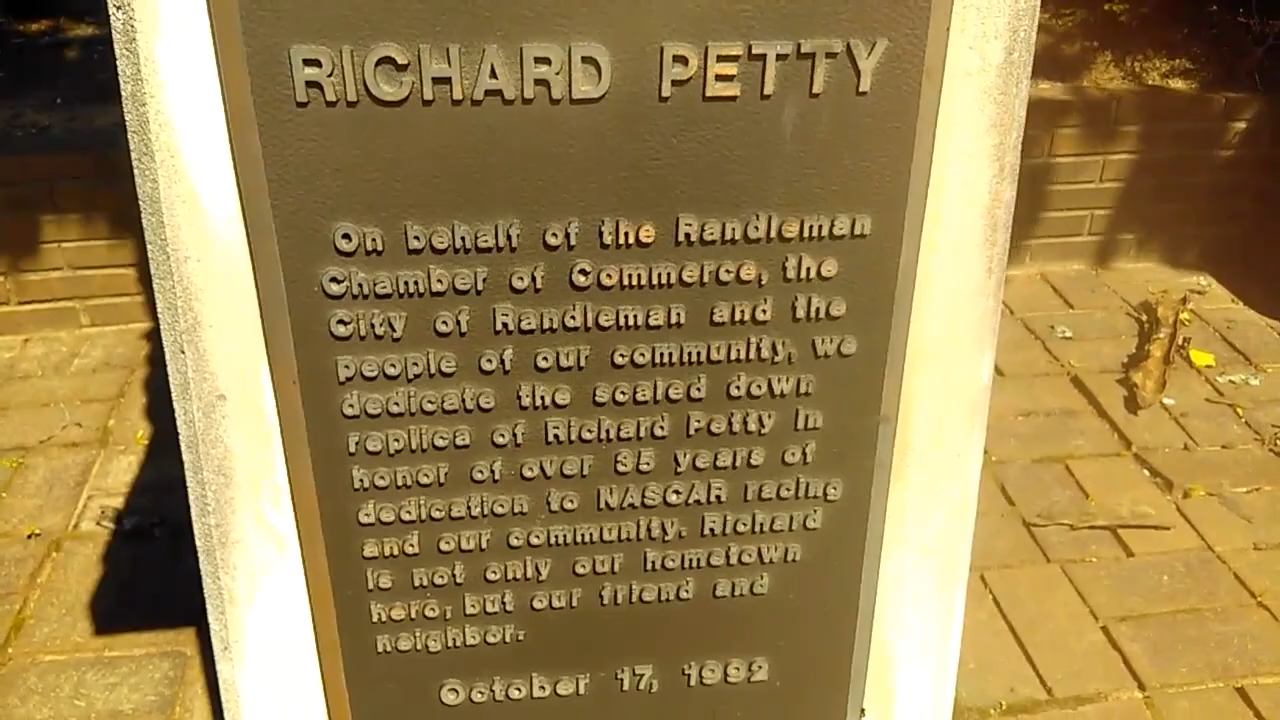 RICHARD PETTY
On behalf of the Randleman
Chamber of Commerce, the
City of Randleman and the
people of our community, we
dedicate the scaled down
replica of Richard Petty in
honor of over 35 years of
dedication to NASCAR racing
and our community. Richard
is not only our hometown
hero, but our friend and
neighbor.
October 17, 1992